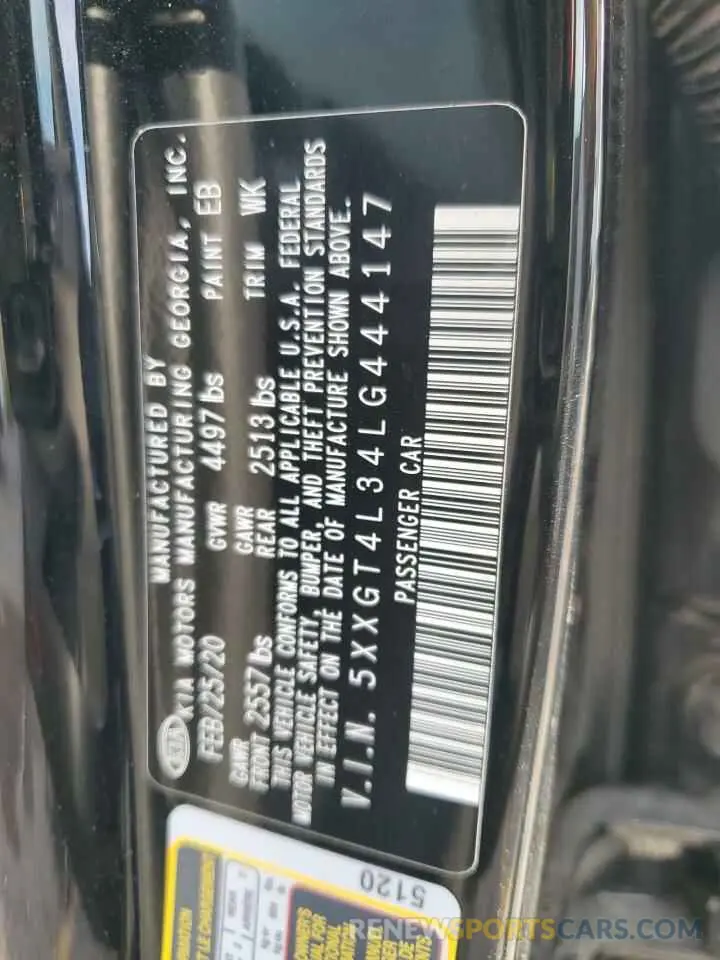 MANUFACTURED BY
KIA KIA MOTORS MANUFACTURING GEORGIA, INC.
FEB/25/20 GVWR 4497 lbs PAINT EB
GAWR FRONT 2557 lbs GAWR REAR 2513 lbs TRIM WK
THIS VEHICLE CONFORMS TO ALL APPLICABLE U.S.A. FEDERAL
MOTOR VEHICLE SAFETY, BUMPER, AND THEFT PREVENTION STANDARDS
IN EFFECT ON THE DATE OF MANUFACTURE SHOWN ABOVE.
V.I.N. 5XXGT4L34LG444147
PASSENGER CAR
5120
RENEWSPORTSCARS.COM